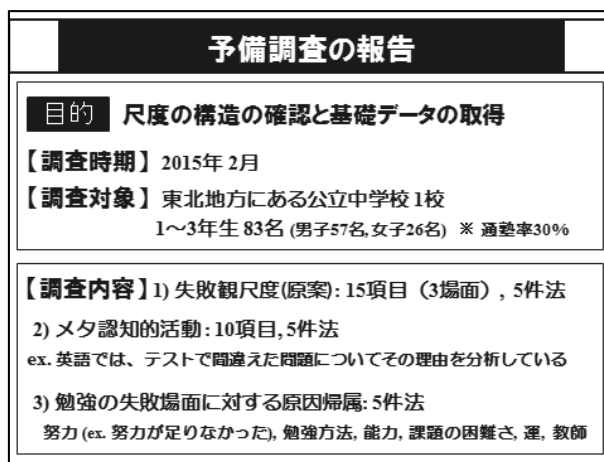 予備調査の報告
目的 尺度の構造の確認と基礎データの取得
【調査時期】 2015年 2月
【調査対象】 東北地方にある公立中学校 1校
1～3年生 83名 (男子57名,女子26名) ※ 通塾率30%
【調査内容】1) 失敗観尺度(原案): 15項目（3場面）, 5件法
2) メタ認知的活動: 10項目, 5件法
ex. 英語では、テストで間違えた問題についてその理由を分析している
3) 勉強の失敗場面に対する原因帰属: 5件法
努力 (ex. 努力が足りなかった), 勉強方法, 能力, 課題の困難さ, 運, 教師